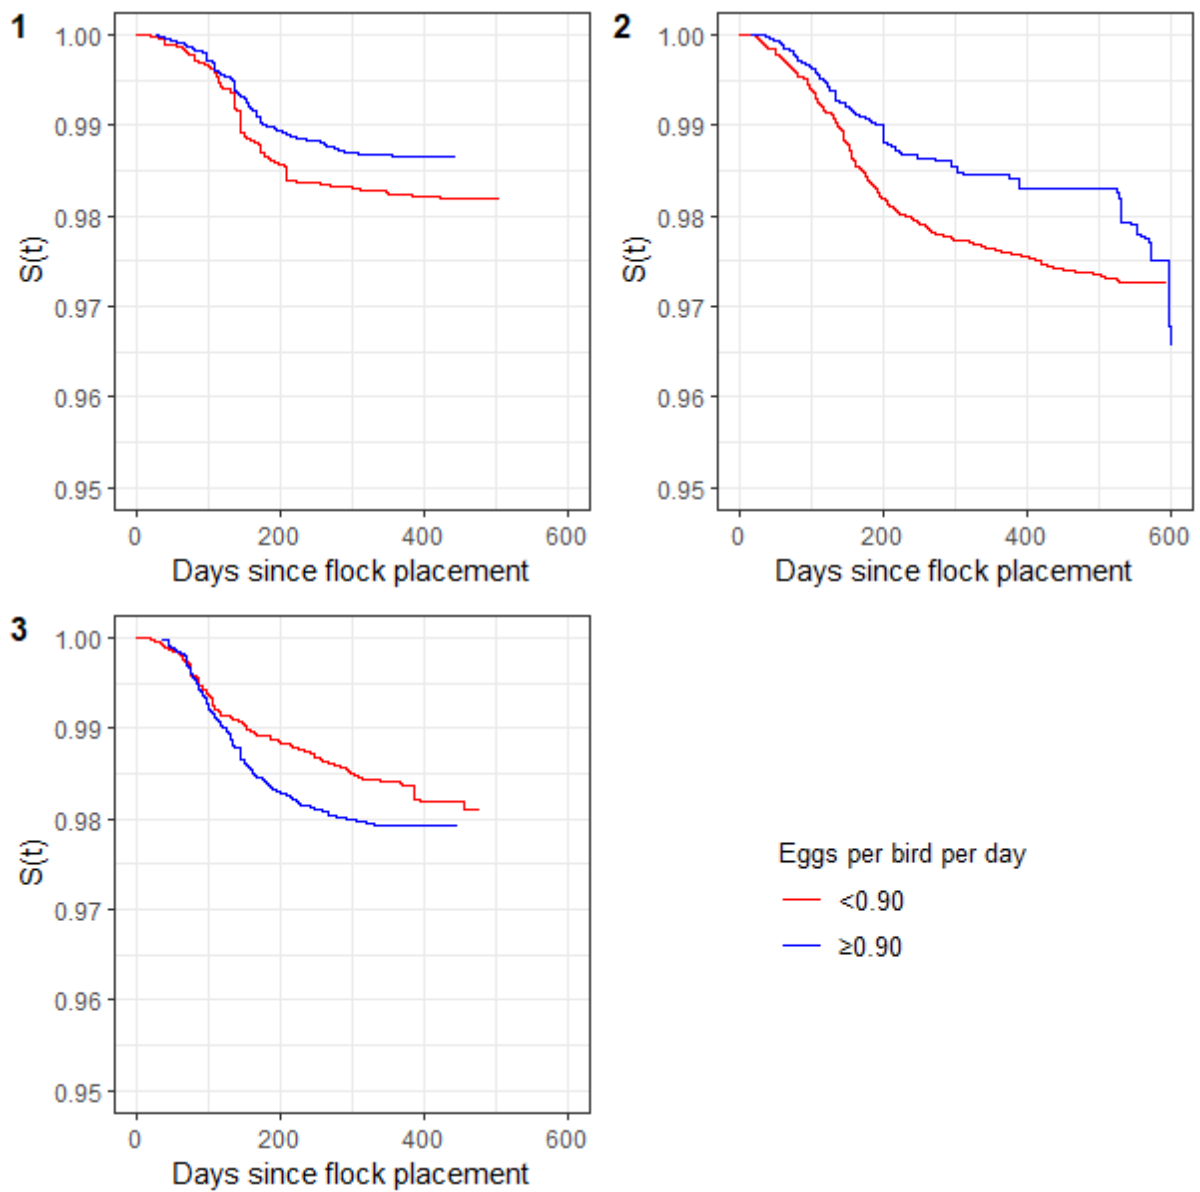 1
1.00
0.99
0.98
0.97
0.96
0.95
S(t)
0 200 400 600
Days since flock placement
2
1.00
0.99
0.98
0.97
0.96
0.95
S(t)
0 200 400 600
Days since flock placement
3
1.00
0.99
0.98
0.97
0.96
0.95
S(t)
0 200 400 600
Days since flock placement
Eggs per bird per day
<0.90
≥0.90